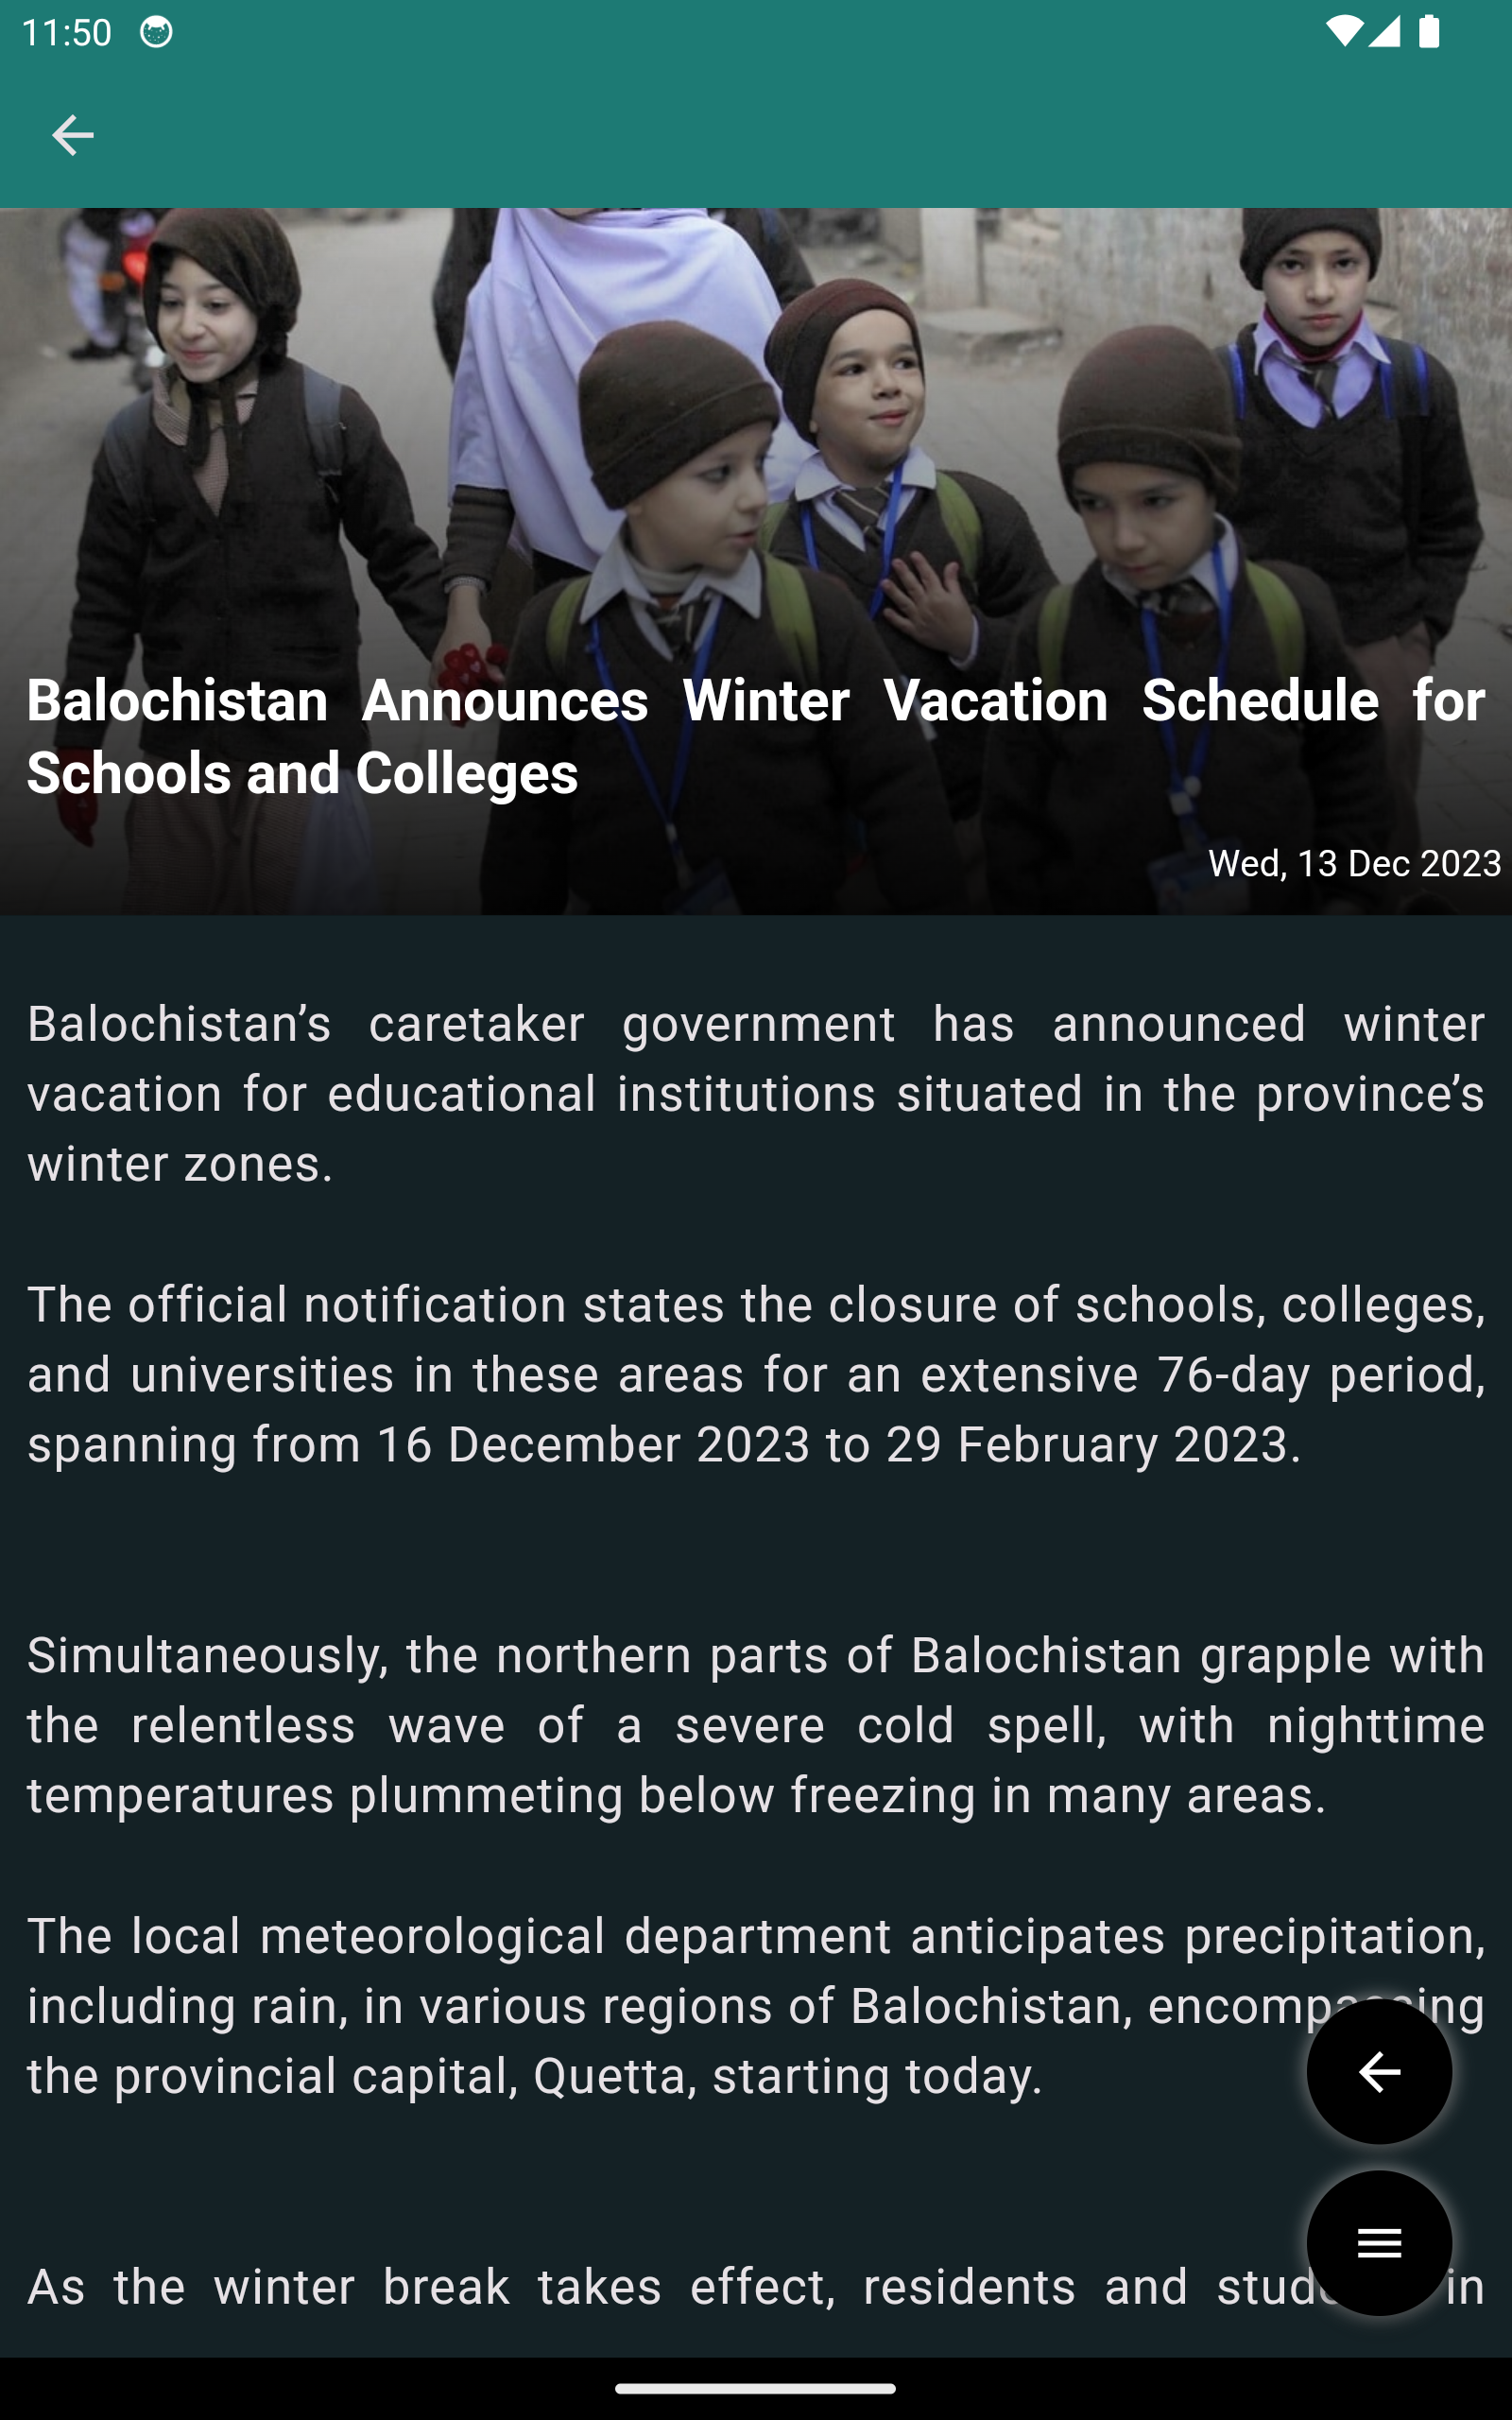 11:50
Balochistan Announces Winter Vacation Schedule for
Schools and Colleges
Wed, 13 Dec 2023
Balochistan’s caretaker government has announced winter
vacation for educational institutions situated in the province’s
winter zones.
The official notification states the closure of schools, colleges,
and universities in these areas for an extensive 76-day period,
spanning from 16 December 2023 to 29 February 2023.
Simultaneously, the northern parts of Balochistan grapple with
the relentless wave of a severe cold spell, with nighttime
temperatures plummeting below freezing in many areas.
The local meteorological department anticipates precipitation,
including rain, in various regions of Balochistan, encompassing
the provincial capital, Quetta, starting today.
As the winter break takes effect, residents and in